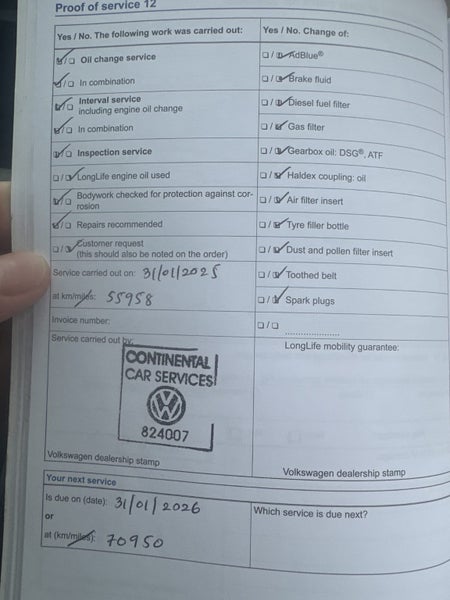 Proof of service 12
Yes / No. The following work was carried out:
☑/☐ Oil change service
☑/☐ In combination
☑/☐ Interval service
including engine oil change
☑/☐ In combination
☑/☐ Inspection service
☐/☑ LongLife engine oil used
☑/☐ Bodywork checked for protection against cor-
rosion
☑/☐ Repairs recommended
☐/☑ Customer request
(this should also be noted on the order)
Service carried out on: 31/01/2025
at km/miles: 55958
Invoice number:
Service carried out by:
CONTINENTAL
CAR SERVICES
VW
824007
Volkswagen dealership stamp
Yes / No. Change of:
☐/☑ AdBlue®
☐/☑ Brake fluid
☐/☑ Diesel fuel filter
☐/☑ Gas filter
☐/☑ Gearbox oil: DSG®, ATF
☐/☑ Haldex coupling: oil
☐/☑ Air filter insert
☐/☑ Tyre filler bottle
☐/☑ Dust and pollen filter insert
☐/☑ Toothed belt
☐/☑ Spark plugs
☐/☐ .....................
LongLife mobility guarantee:
Volkswagen dealership stamp
Your next service
Is due on (date): 31/01/2026
or
at (km/miles): 70950
Which service is due next?